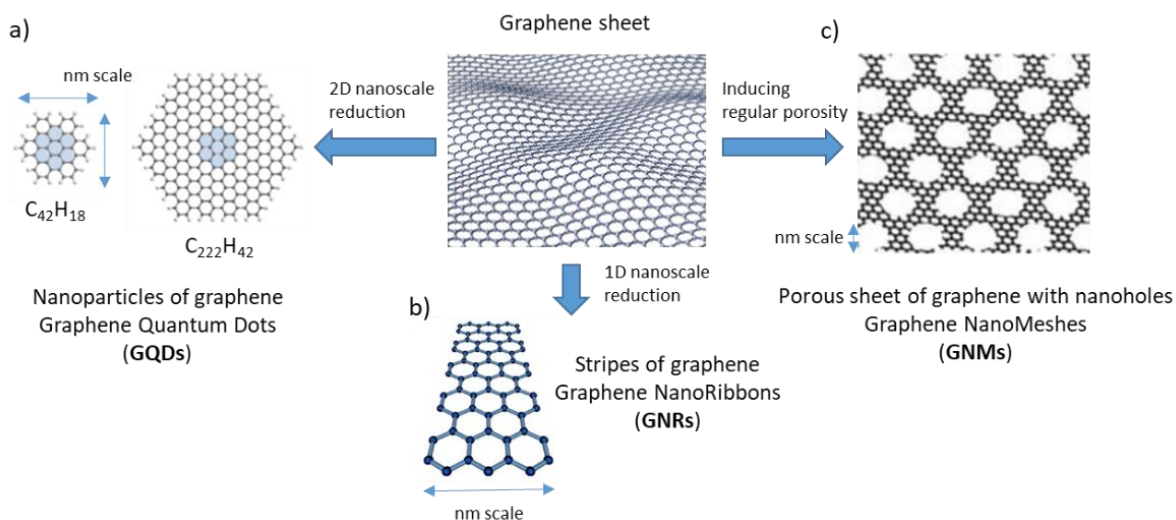 Graphene sheet
a)
nm scale
C₄₂H₁₈
C₂₂₂H₄₂
Nanoparticles of graphene
Graphene Quantum Dots
(GQDs)
2D nanoscale
reduction
Inducing
regular porosity
c)
nm scale
Porous sheet of graphene with nanoholes
Graphene NanoMeshes
(GNMs)
1D nanoscale
reduction
b)
Stripes of graphene
Graphene NanoRibbons
(GNRs)
nm scale